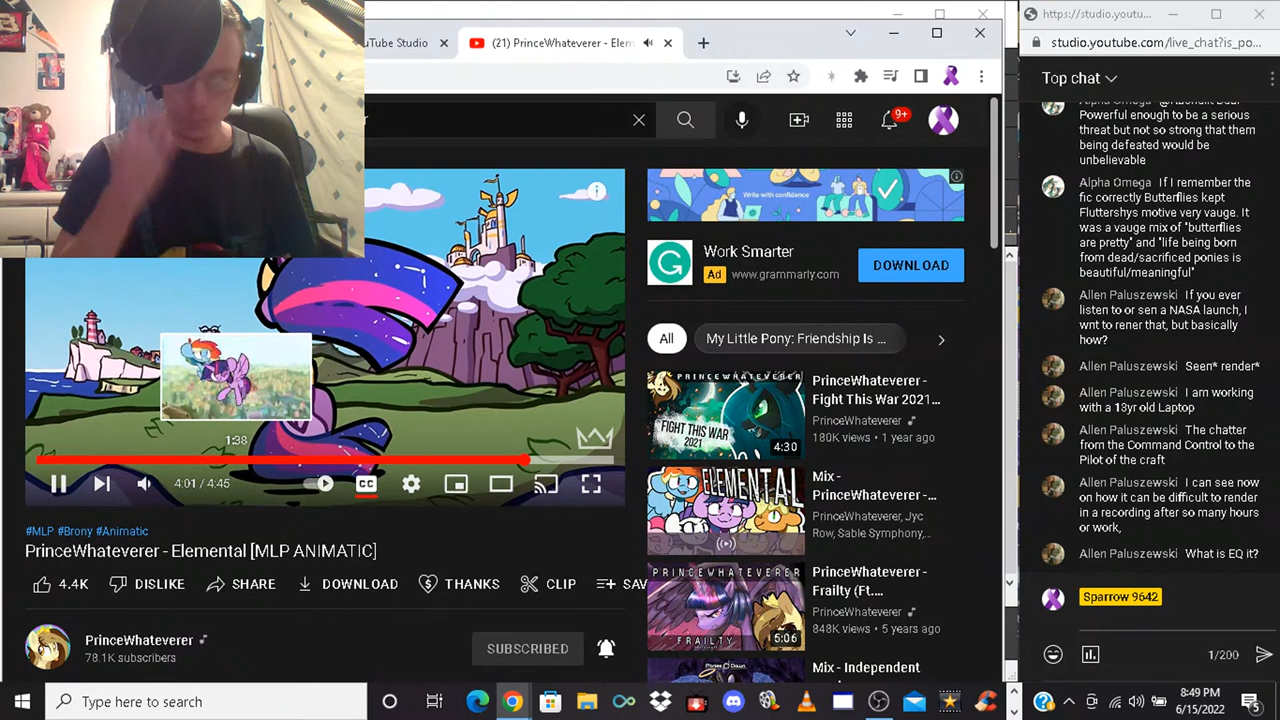 https://studio.youtu...
uTube Studio
(21) PrinceWhateverer - Elem
studio.youtube.com/live_chat?is_po...
Top chat
r
9+
Write with confidence
Work Smarter
Ad www.grammarly.com
DOWNLOAD
All
My Little Pony: Friendship Is ...
PRINCEWHATEVERER
FIGHT THIS WAR
2021
4:30
PrinceWhateverer -
Fight This War 2021...
PrinceWhateverer
180K views • 1 year ago
ELEMENTAL
Mix -
PrinceWhateverer -...
PrinceWhateverer, Jyc
Row, Sable Symphony,...
PRINCEWHATEVERER
FRAILTY
5:06
PrinceWhateverer -
Frailty (Ft....
PrinceWhateverer
848K views • 5 years ago
Mix - Independent
1:38
4:01 / 4:45
CC
#MLP #Brony #Animatic
PrinceWhateverer - Elemental [MLP ANIMATIC]
4.4K DISLIKE SHARE DOWNLOAD THANKS CLIP SAV
PrinceWhateverer
78.1K subscribers
SUBSCRIBED
Powerful enough to be a serious
threat but not so strong that them
being defeated would be
unbelievable
Alpha Omega If I remember the
fic correctly Butterflies kept
Fluttershys motive very vauge. It
was a vauge mix of "butterflies
r pretty" and "life being born
from dead/sacrificed ponies is
beautiful/meaningful"
Allen Paluszewski If you ever
listen to or sen a NASA launch, I
wnt to rener that, but basically
how?
Allen Paluszewski Seen* render*
Allen Paluszewski I am working
with a 13yr old Laptop
Allen Paluszewski The chatter
from the Command Control to the
Pilot of the craft
Allen Paluszewski I can see now
on how it can be difficult to render
in a recording after so many hours
or work,
Allen Paluszewski What is EQ it?
Sparrow 9642
1/200
Type here to search
8:49 PM
6/15/2022